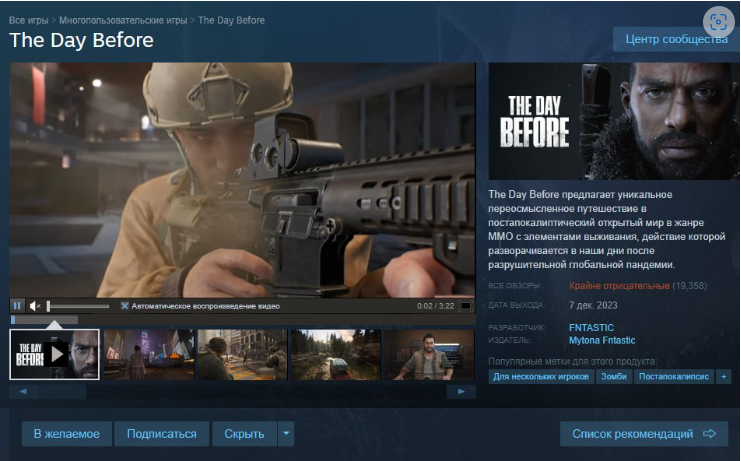 Все игры > Многопользовательские игры > The Day Before
The Day Before
Центр сообщества
THE DAY
BEFORE
The Day Before предлагает уникальное
переосмысленное путешествие в
постапокалиптический открытый мир в жанре
MMO с элементами выживания, действие которой
разворачивается в наши дни после
разрушительной глобальной пандемии.
ВСЕ ОБЗОРЫ: Крайне отрицательные (19,358)
ДАТА ВЫХОДА: 7 дек. 2023
РАЗРАБОТЧИК: FNTASTIC
ИЗДАТЕЛЬ: Mytona Fntastic
Популярные метки для этого продукта:
Для нескольких игроков Зомби Постапокалипсис +
Автоматическое воспроизведение видео 0:02 / 3:22
THE DAY
BEFORE
В желаемое Подписаться Скрыть Список рекомендаций